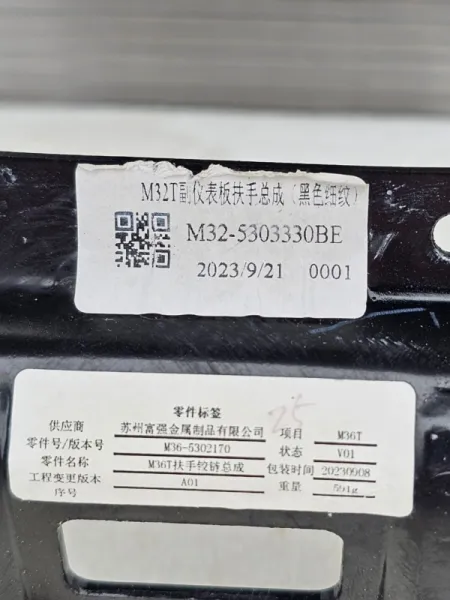 M32T副仪表板扶手总成（黑色细纹）
M32-5303330BE
2023/9/21 0001
零件标签
供应商 苏州富强金属制品有限公司 项目 M36T
零件号/版本号 M36-5302170 状态 V01
零件名称 M36T扶手铰链总成 包装时间 20230908
工程变更版本 A01 重量
序号
25